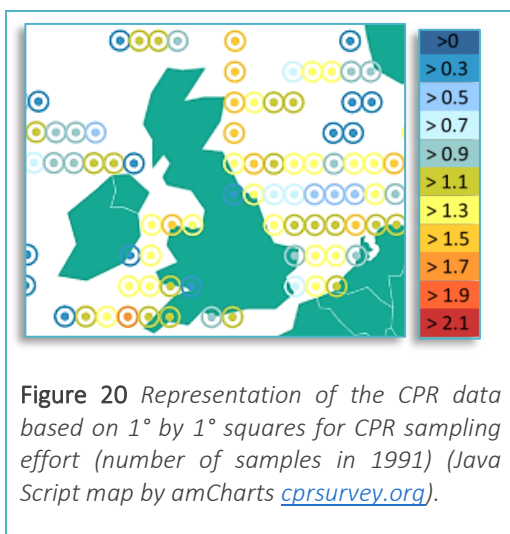 >0
> 0.3
> 0.5
> 0.7
> 0.9
> 1.1
> 1.3
> 1.5
> 1.7
> 1.9
> 2.1
Figure 20 Representation of the CPR data
based on 1° by 1° squares for CPR sampling
effort (number of samples in 1991) (Java
Script map by amCharts cprsurvey.org).